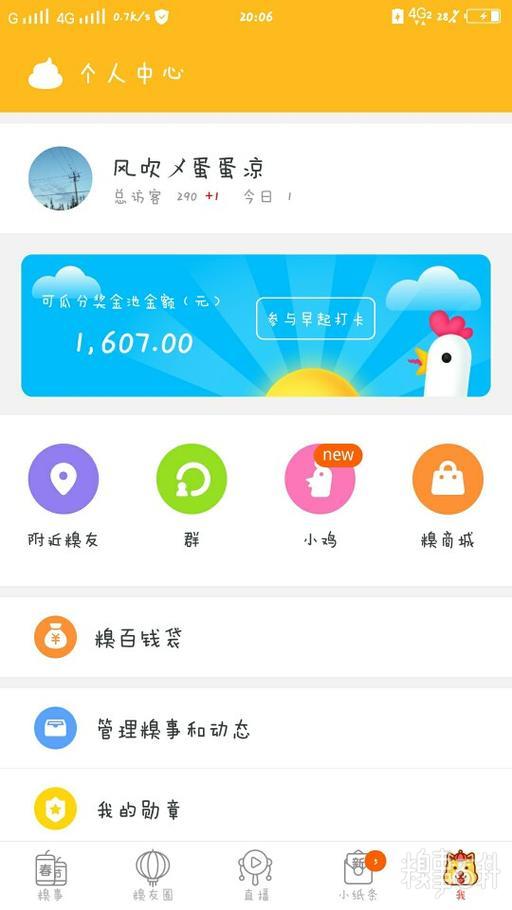 G 4G 0.7K/s 20:06 4G2 28%
个人中心
风吹〆蛋蛋凉
总访客 290 +1 今日 1
可瓜分奖金池金额（元）
1,607.00
参与早起打卡
new
附近糗友 群 小鸡 糗商城
糗百钱袋
管理糗事和动态
我的勋章
春节 新
糗事 糗友圈 直播 小纸条 我
糗事百科